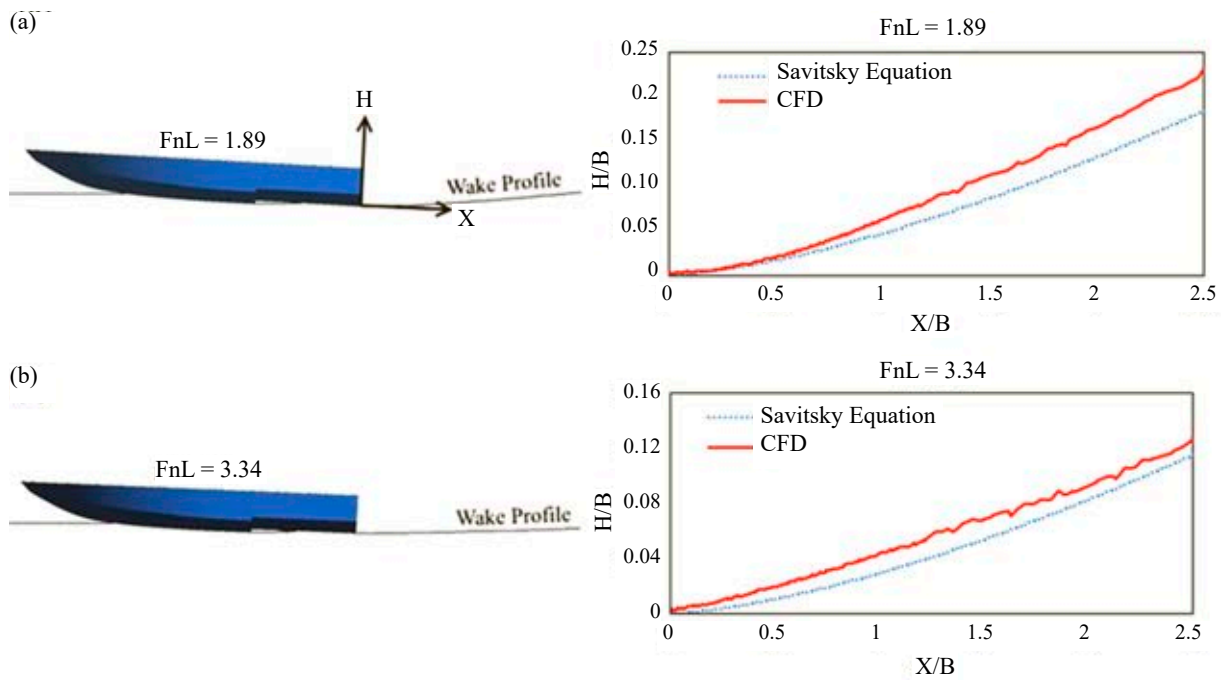 (a)
FnL = 1.89
H
Wake Profile
X
FnL = 1.89
Savitsky Equation
CFD
H/B
0.25
0.2
0.15
0.10
0.05
0
0 0.5 1 1.5 2 2.5
X/B
(b)
FnL = 3.34
Wake Profile
FnL = 3.34
Savitsky Equation
CFD
H/B
0.16
0.12
0.08
0.04
0
0 0.5 1 1.5 2 2.5
X/B